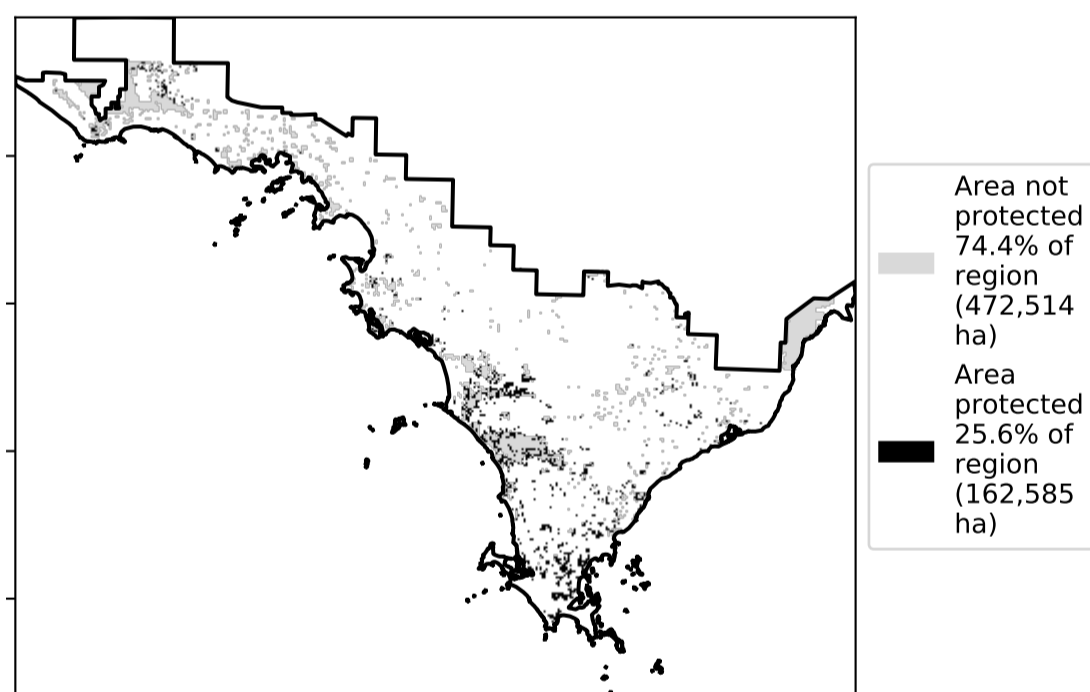 Area not
protected
74.4% of
region
(472,514
ha)
Area
protected
25.6% of
region
(162,585
ha)